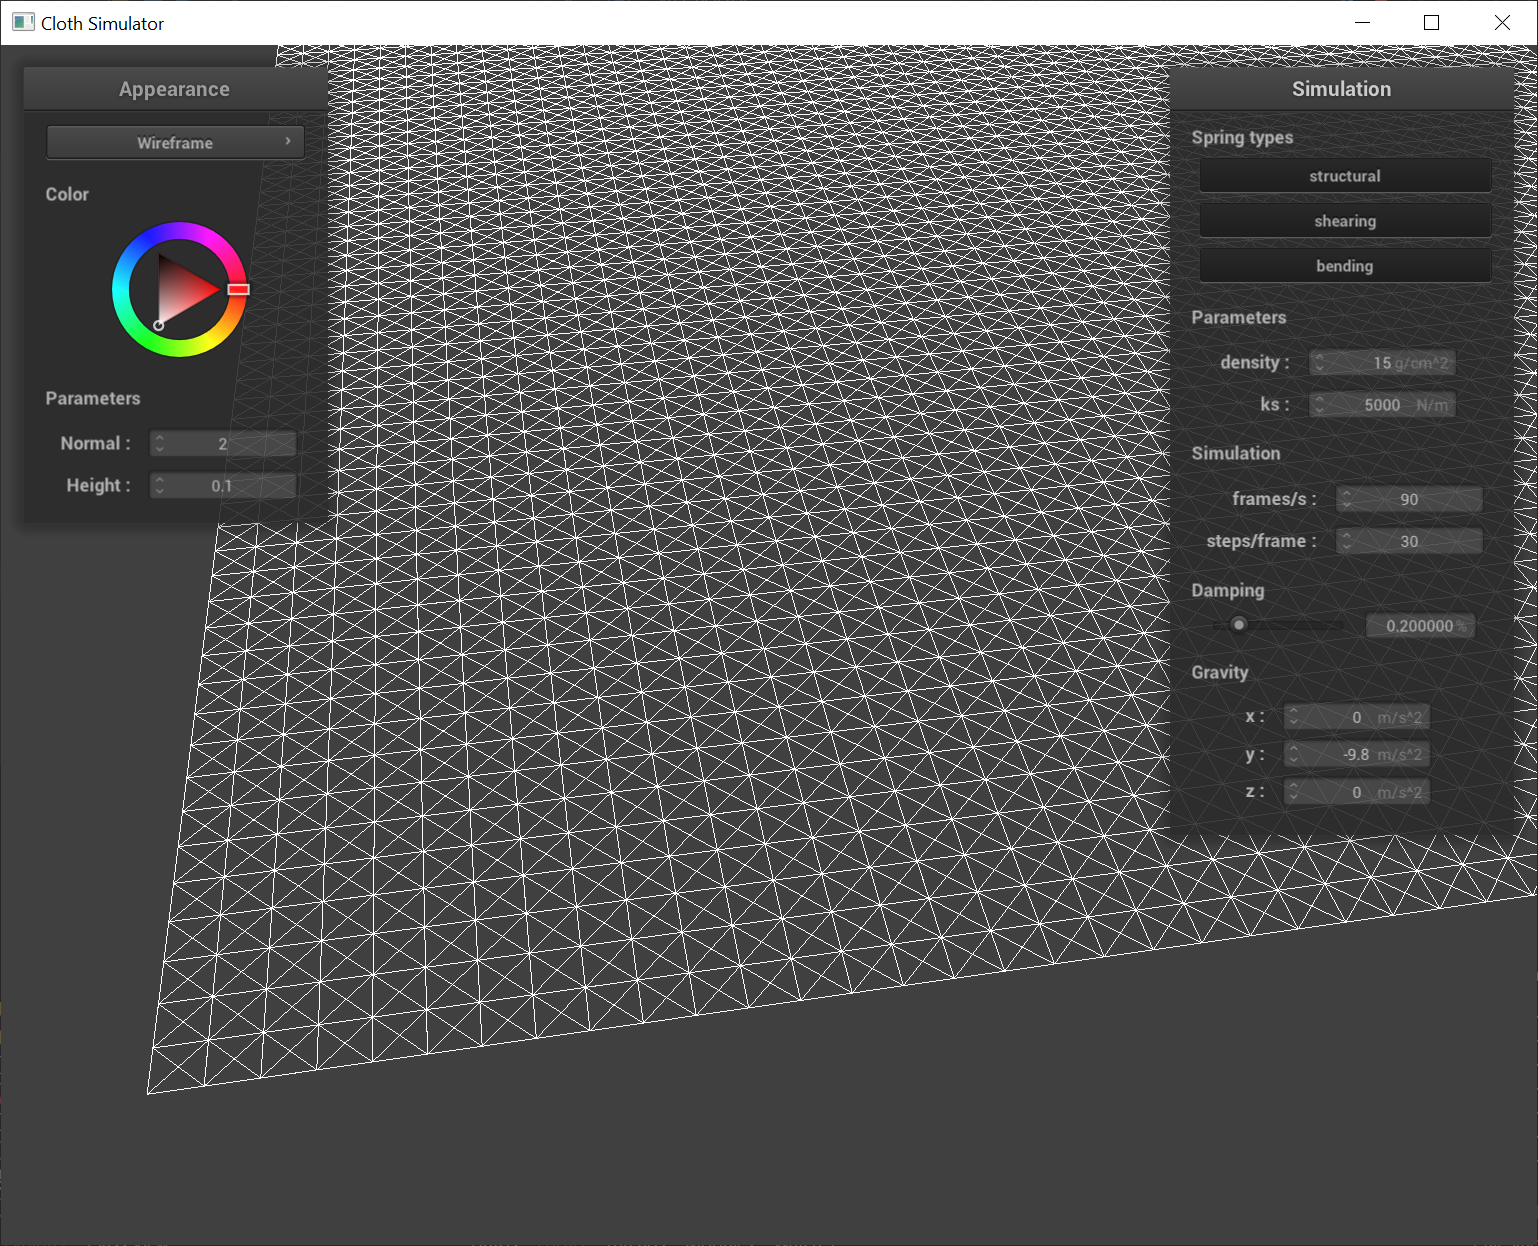 Cloth Simulator
Appearance
Wireframe
Color
Parameters
Normal : 2
Height : 0.1
Simulation
Spring types
structural
shearing
bending
Parameters
density : 15 g/cm^2
ks : 5000 N/m
Simulation
frames/s : 90
steps/frame : 30
Damping
0.200000 %
Gravity
x : 0 m/s^2
y : -9.8 m/s^2
z : 0 m/s^2